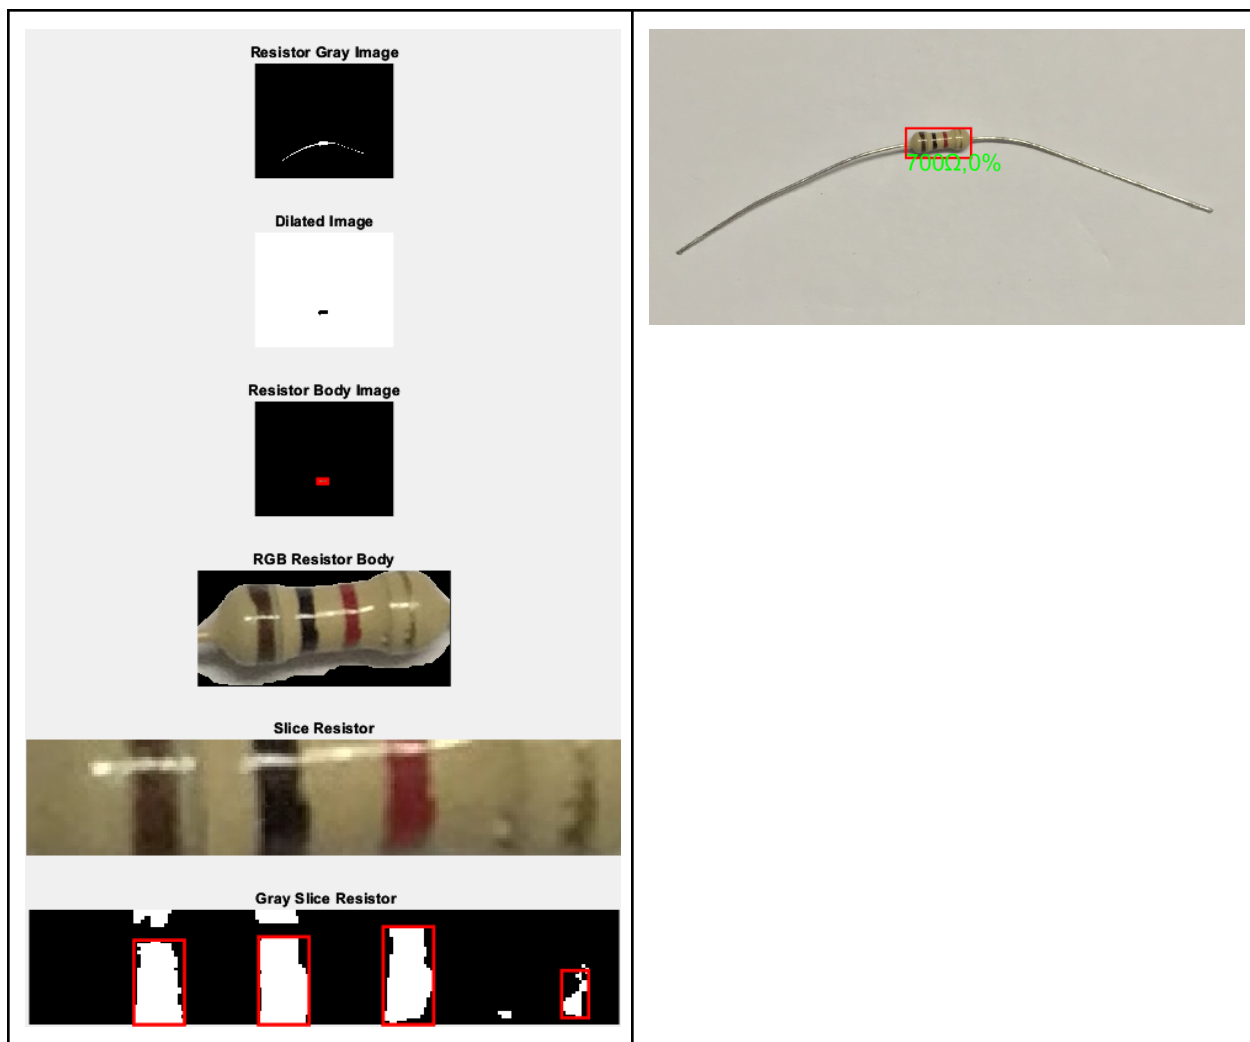 Resistor Gray Image
Dilated Image
Resistor Body Image
RGB Resistor Body
Slice Resistor
Gray Slice Resistor
700Ω,0%